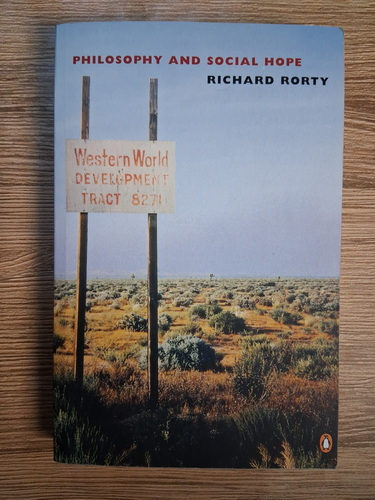 PHILOSOPHY AND SOCIAL HOPE
RICHARD RORTY
Western World
DEVELOPMENT
TRACT 8271